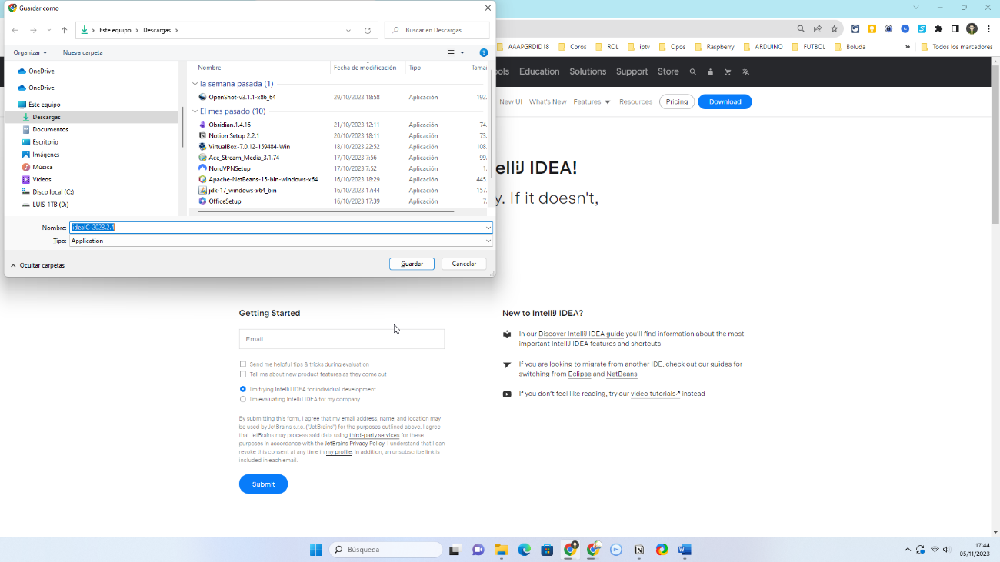 Guardar como
Este equipo > Descargas >
Buscar en Descargas
Organizar
Nueva carpeta
OneDrive
OneDrive
Este equipo
Descargas
Documentos
Escritorio
Imágenes
Música
Vídeos
Disco local (C:)
LUIS-1TB (D:)
Nombre
Fecha de modificación
Tipo
la semana pasada (1)
OpenShot-v3.1.1-x86_64 29/10/2023 18:58 Aplicación 192.
El mes pasado (10)
Obsidian.1.4.16 21/10/2023 12:11 Aplicación 74.
Notion Setup 2.2.1 20/10/2023 18:11 Aplicación 73.
VirtualBox-7.0.12-159484-Win 18/10/2023 22:52 Aplicación 108.
Ace_Stream_Media_3.1.74 17/10/2023 7:56 Aplicación 99.
NordVPNSetup 17/10/2023 7:52 Aplicación 1.
Apache-NetBeans-15-bin-windows-x64 16/10/2023 18:29 Aplicación 445.
jdk-17_windows-x64_bin 16/10/2023 17:44 Aplicación 157.
OfficeSetup 16/10/2023 17:39 Aplicación 7.
Nombre: ideaIC-2023.2.4
Tipo: Application
Ocultar carpetas
Guardar
Cancelar
AAAPGRDID18 Coros ROL iptv Opos Raspberry ARDUINO FUTBOL Boluda » Todos los marcadores
ols Education Solutions Support Store
New UI What's New Features Resources Pricing Download
elliJ IDEA!
y. If it doesn't,
Getting Started
Email
Send me helpful tips & tricks during evaluation
Tell me about new product features as they come out
I'm trying IntelliJ IDEA for individual development
I'm evaluating IntelliJ IDEA for my company
By submitting this form, I agree that my email address, name, and location may
be used by JetBrains s.r.o. ("JetBrains") for the purposes outlined above. I agree
that JetBrains may process said data using third-party services for these
purposes in accordance with the JetBrains Privacy Policy. I understand that I can
revoke this consent at any time in my profile. In addition, an unsubscribe link is
included in each email.
Submit
New to IntelliJ IDEA?
In our Discover IntelliJ IDEA guide you'll find information about the most
important IntelliJ IDEA features and shortcuts
If you are looking to migrate from another IDE, check out our guides for
switching from Eclipse and NetBeans
If you don't feel like reading, try our video tutorials↗ instead
Búsqueda
17:44
05/11/2023